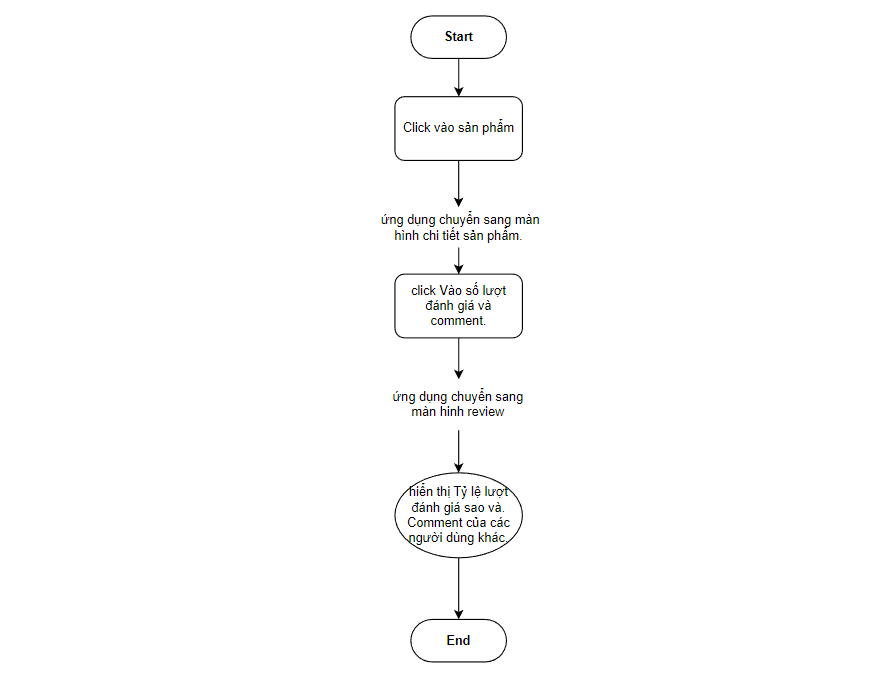 Start
Click vào sản phẩm
ứng dụng chuyển sang màn
hình chi tiết sản phẩm.
click Vào số lượt
đánh giá và
comment.
ứng dụng chuyển sang
màn hinh review
hiển thị Tỷ lệ lượt
đánh giá sao và.
Comment của các
người dùng khác.
End